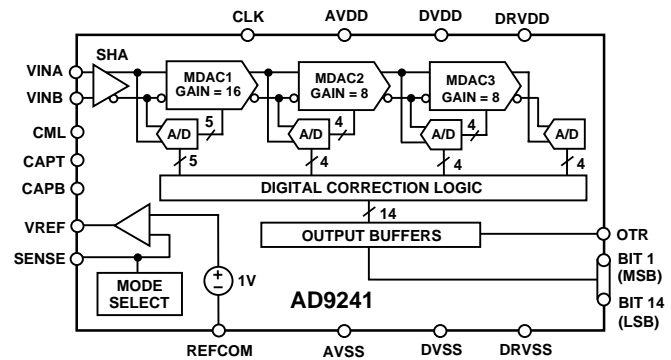 CLK AVDD DVDD DRVDD
SHA
VINA
VINB
MDAC1
GAIN = 16
MDAC2
GAIN = 8
MDAC3
GAIN = 8
5
4
4
A/D
A/D
A/D
A/D
5
4
4
4
CML
CAPT
CAPB
DIGITAL CORRECTION LOGIC
14
VREF
SENSE
OUTPUT BUFFERS
OTR
BIT 1
(MSB)
MODE
SELECT
1V
AD9241
BIT 14
(LSB)
REFCOM AVSS DVSS DRVSS